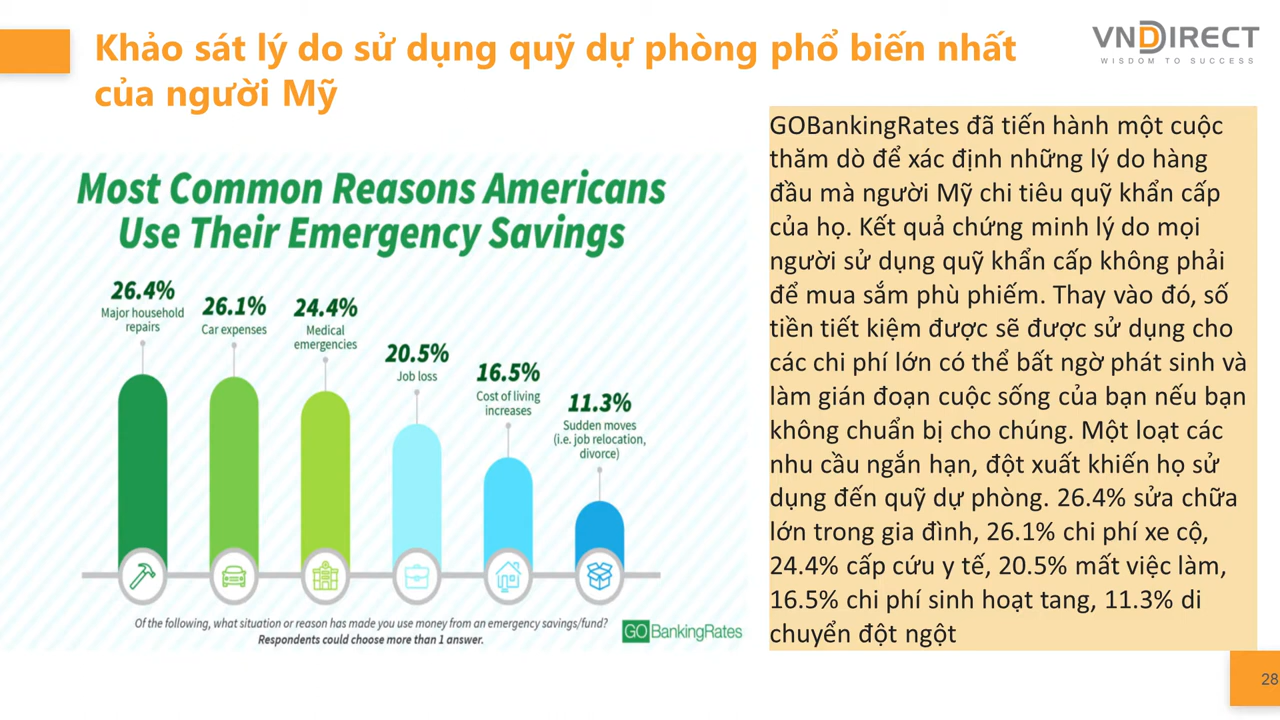 Khảo sát lý do sử dụng quỹ dự phòng phổ biến nhất
của người Mỹ
VNDIRECT
WISDOM TO SUCCESS
Most Common Reasons Americans
Use Their Emergency Savings
26.4%
Major household
repairs
26.1%
Car expenses
24.4%
Medical
emergencies
20.5%
Job loss
16.5%
Cost of living
increases
11.3%
Sudden moves
(i.e. job relocation,
divorce)
Of the following, what situation or reason has made you use money from an emergency savings/fund?
Respondents could choose more than 1 answer.
GOBankingRates
GOBankingRates đã tiến hành một cuộc
thăm dò để xác định những lý do hàng
đầu mà người Mỹ chi tiêu quỹ khẩn cấp
của họ. Kết quả chứng minh lý do mọi
người sử dụng quỹ khẩn cấp không phải
để mua sắm phù phiếm. Thay vào đó, số
tiền tiết kiệm được sẽ được sử dụng cho
các chi phí lớn có thể bất ngờ phát sinh và
làm gián đoạn cuộc sống của bạn nếu bạn
không chuẩn bị cho chúng. Một loạt các
nhu cầu ngắn hạn, đột xuất khiến họ sử
dụng đến quỹ dự phòng. 26.4% sửa chữa
lớn trong gia đình, 26.1% chi phí xe cộ,
24.4% cấp cứu y tế, 20.5% mất việc làm,
16.5% chi phí sinh hoạt tang, 11.3% di
chuyển đột ngột
28